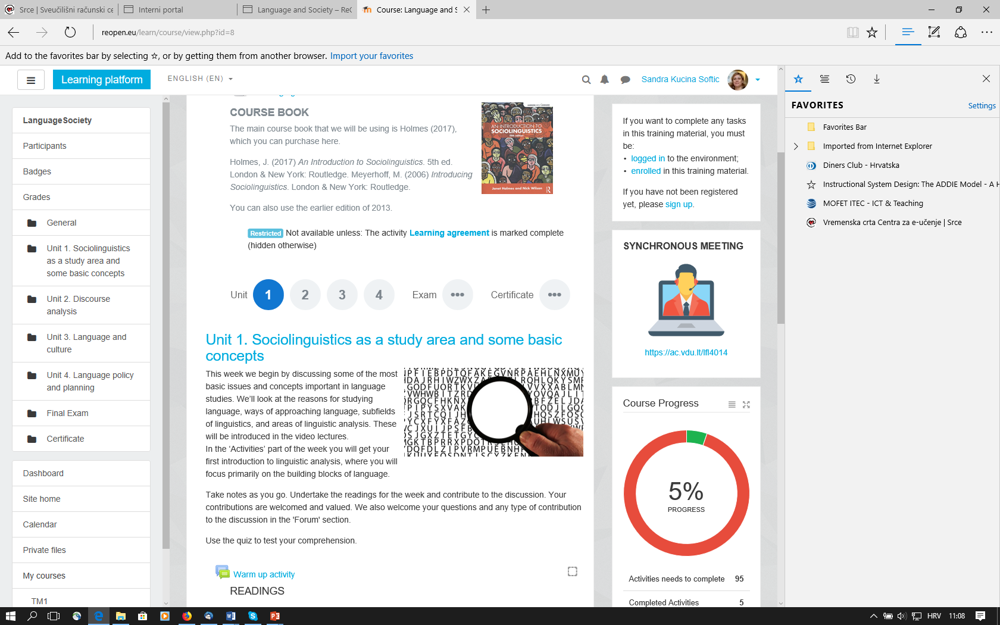 Srce | Sveučilišni računski ce
Interni portal
Language and Society – ReO
Course: Language and S
reopen.eu/learn/course/view.php?id=8
Add to the favorites bar by selecting ☆, or by getting them from another browser. Import your favorites
Learning platform
ENGLISH (EN)
Sandra Kucina Softic
LanguageSociety
Participants
Badges
Grades
General
Unit 1. Sociolinguistics
as a study area and
some basic concepts
Unit 2. Discourse
analysis
Unit 3. Language and
culture
Unit 4. Language policy
and planning
Final Exam
Certificate
Dashboard
Site home
Calendar
Private files
My courses
TM1
COURSE BOOK
The main course book that we will be using is Holmes (2017),
which you can purchase here.
Holmes, J. (2017) An Introduction to Sociolinguistics. 5th ed.
London & New York: Routledge. Meyerhoff, M. (2006) Introducing
Sociolinguistics. London & New York: Routledge.
You can also use the earlier edition of 2013.
AN INTRODUCTION TO
SOCIOLINGUISTICS
fifth edition
Janet Holmes and Nick Wilson
Restricted Not available unless: The activity Learning agreement is marked complete
(hidden otherwise)
Unit 1 2 3 4 Exam ••• Certificate •••
Unit 1. Sociolinguistics as a study area and some basic
concepts
This week we begin by discussing some of the most
basic issues and concepts important in language
studies. We’ll look at the reasons for studying
language, ways of approaching language, subfields
of linguistics, and areas of linguistic analysis. These
will be introduced in the video lectures.
In the ‘Activities’ part of the week you will get your
first introduction to linguistic analysis, where you will
focus primarily on the building blocks of language.
Take notes as you go. Undertake the readings for the week and contribute to the discussion. Your
contributions are welcomed and valued. We also welcome your questions and any type of contribution
to the discussion in the 'Forum' section.
Use the quiz to test your comprehension.
Warm up activity
READINGS
If you want to complete any tasks
in this training material, you must
be:
• logged in to the environment;
• enrolled in this training material.
If you have not been registered
yet, please sign up.
SYNCHRONOUS MEETING
https://ac.vdu.lt/lfl4014
Course Progress
5%
PROGRESS
Activities needs to complete 95
Completed Activities 5
FAVORITES
Settings
Favorites Bar
Imported from Internet Explorer
Diners Club - Hrvatska
Instructional System Design: The ADDIE Model - A H
MOFET ITEC - ICT & Teaching
Vremenska crta Centra za e-učenje | Srce
HRV
11:08